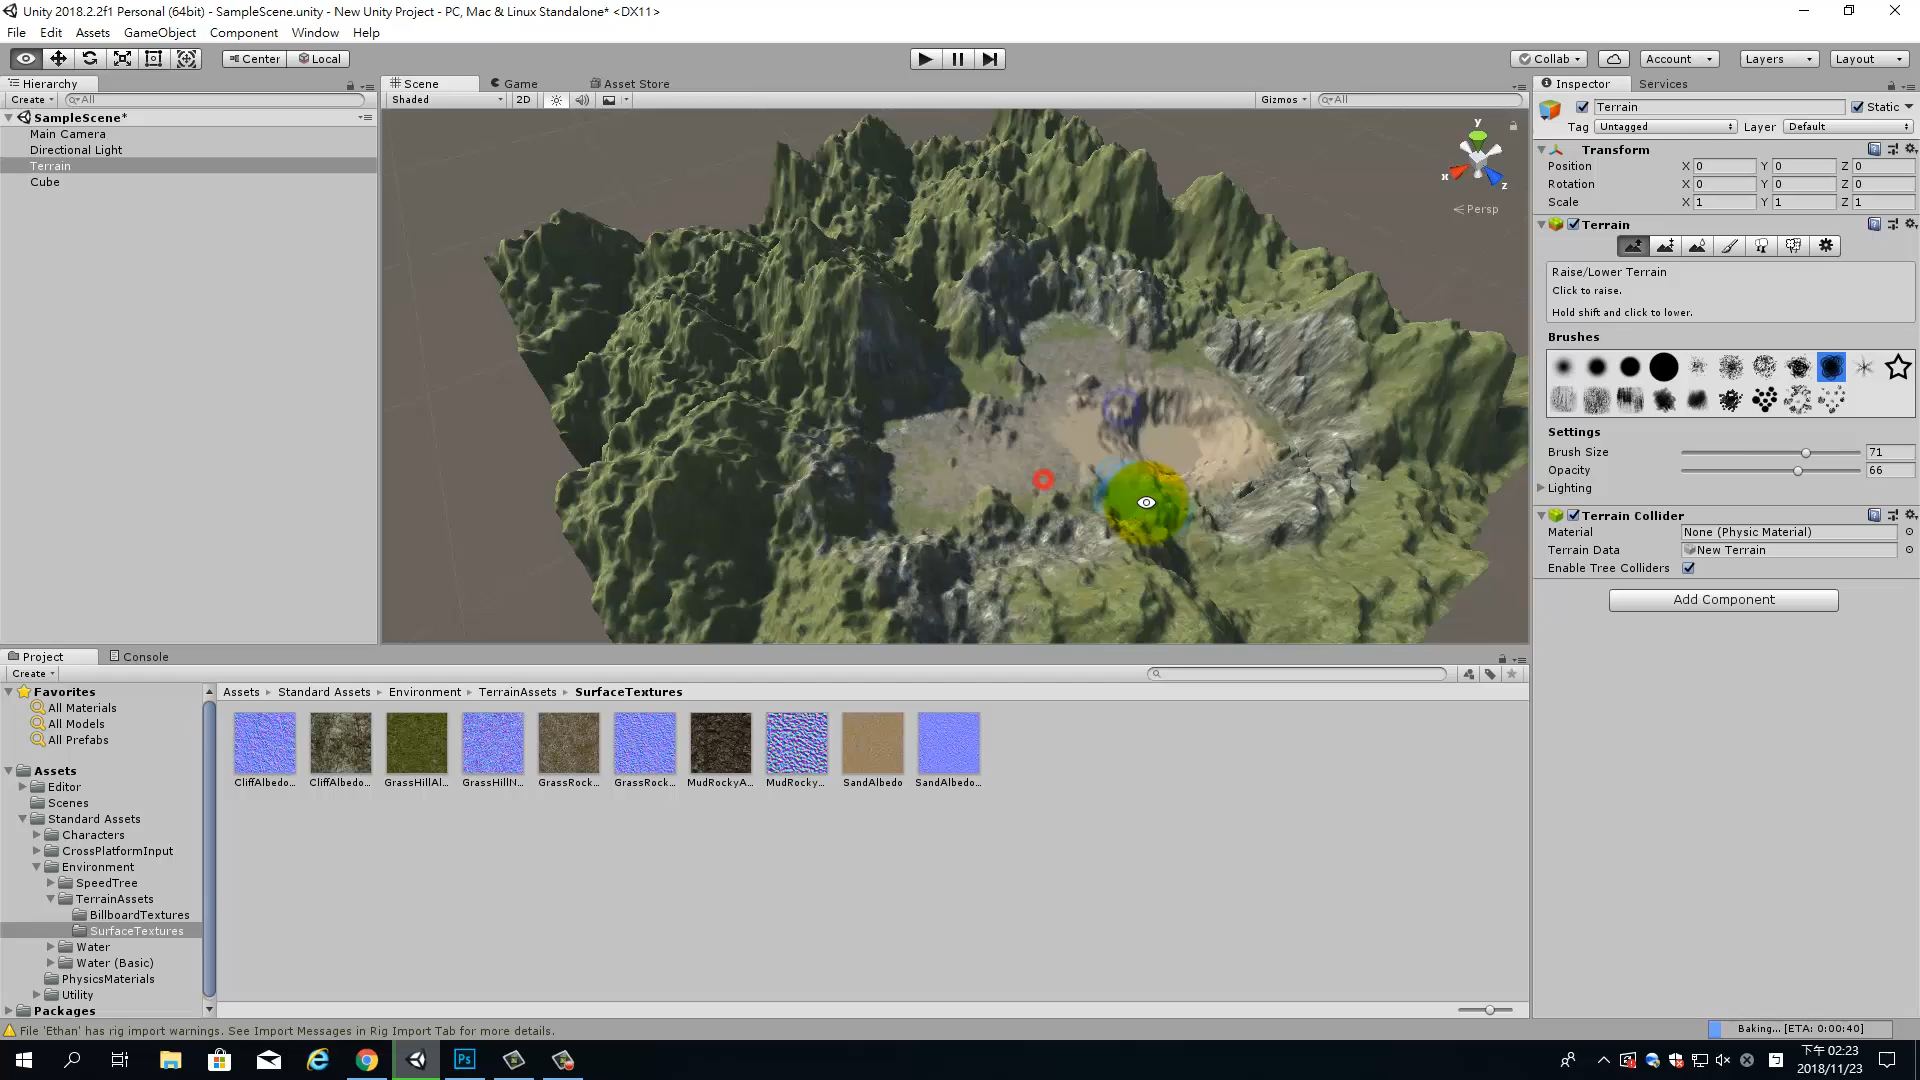 Unity 2018.2.2f1 Personal (64bit) - SampleScene.unity - New Unity Project - PC, Mac & Linux Standalone* <DX11>
File Edit Assets GameObject Component Window Help
Center Local
Collab Account Layers Layout
Hierarchy
Create All
SampleScene*
Main Camera
Directional Light
Terrain
Cube
Scene Game Asset Store
Shaded 2D Gizmos All
y
x
z
Persp
Inspector Services
Terrain Static
Tag Untagged Layer Default
Transform
Position X 0 Y 0 Z 0
Rotation X 0 Y 0 Z 0
Scale X 1 Y 1 Z 1
Terrain
Raise/Lower Terrain
Click to raise.
Hold shift and click to lower.
Brushes
Settings
Brush Size 71
Opacity 66
Lighting
Terrain Collider
Material None (Physic Material)
Terrain Data New Terrain
Enable Tree Colliders
Add Component
Project Console
Create
Favorites
All Materials
All Models
All Prefabs
Assets
Editor
Scenes
Standard Assets
Characters
CrossPlatformInput
Environment
SpeedTree
TerrainAssets
BillboardTextures
SurfaceTextures
Water
Water (Basic)
PhysicsMaterials
Utility
Packages
Assets Standard Assets Environment TerrainAssets SurfaceTextures
CliffAlbedo... CliffAlbedo... GrassHillAl... GrassHillN... GrassRock... GrassRock... MudRockyA... MudRocky... SandAlbedo SandAlbedo...
File 'Ethan' has rig import warnings. See Import Messages in Rig Import Tab for more details.
Baking... [ETA: 0:00:40]
Ps
下午 02:23
2018/11/23